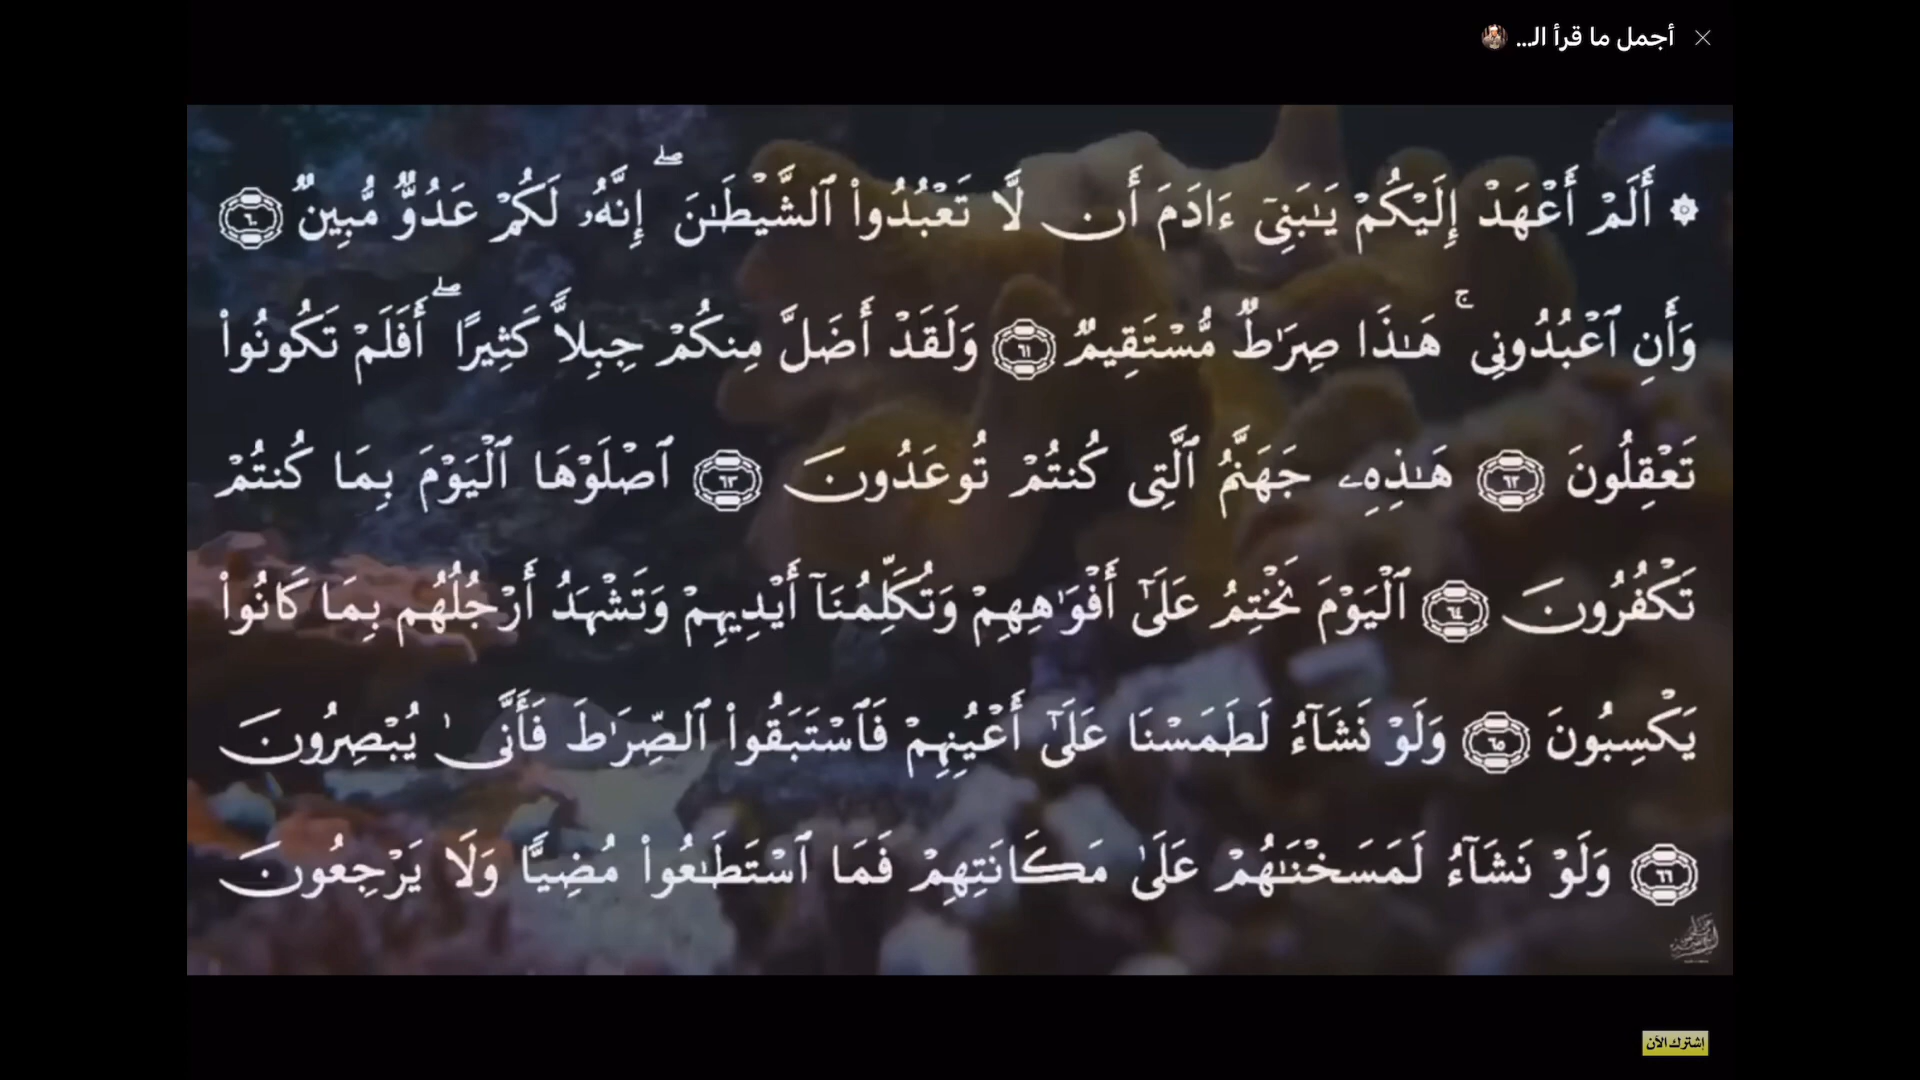 أجمل ما قرأ الـ...
۞ أَلَمْ أَعْهَدْ إِلَيْكُمْ يَـٰبَنِىٓ ءَادَمَ أَن لَّا تَعْبُدُوا۟ ٱلشَّيْطَـٰنَ ۖ إِنَّهُۥ لَكُمْ عَدُوٌّ مُّبِينٌ ٦٠
وَأَنِ ٱعْبُدُونِى ۚ هَـٰذَا صِرَٰطٌ مُّسْتَقِيمٌ ٦١ وَلَقَدْ أَضَلَّ مِنكُمْ جِبِلًّا كَثِيرًا ۖ أَفَلَمْ تَكُونُوا۟
تَعْقِلُونَ ٦٢ هَـٰذِهِۦ جَهَنَّمُ ٱلَّتِى كُنتُمْ تُوعَدُونَ ٦٣ ٱصْلَوْهَا ٱلْيَوْمَ بِمَا كُنتُمْ
تَكْفُرُونَ ٦٤ ٱلْيَوْمَ نَخْتِمُ عَلَىٰٓ أَفْوَٰهِهِمْ وَتُكَلِّمُنَآ أَيْدِيهِمْ وَتَشْهَدُ أَرْجُلُهُم بِمَا كَانُوا۟
يَكْسِبُونَ ٦٥ وَلَوْ نَشَآءُ لَطَمَسْنَا عَلَىٰٓ أَعْيُنِهِمْ فَٱسْتَبَقُوا۟ ٱلصِّرَٰطَ فَأَنَّىٰ يُبْصِرُونَ
٦٦ وَلَوْ نَشَآءُ لَمَسَخْنَـٰهُمْ عَلَىٰ مَكَانَتِهِمْ فَمَا ٱسْتَطَـٰعُوا۟ مُضِيًّا وَلَا يَرْجِعُونَ
إشترك الآن